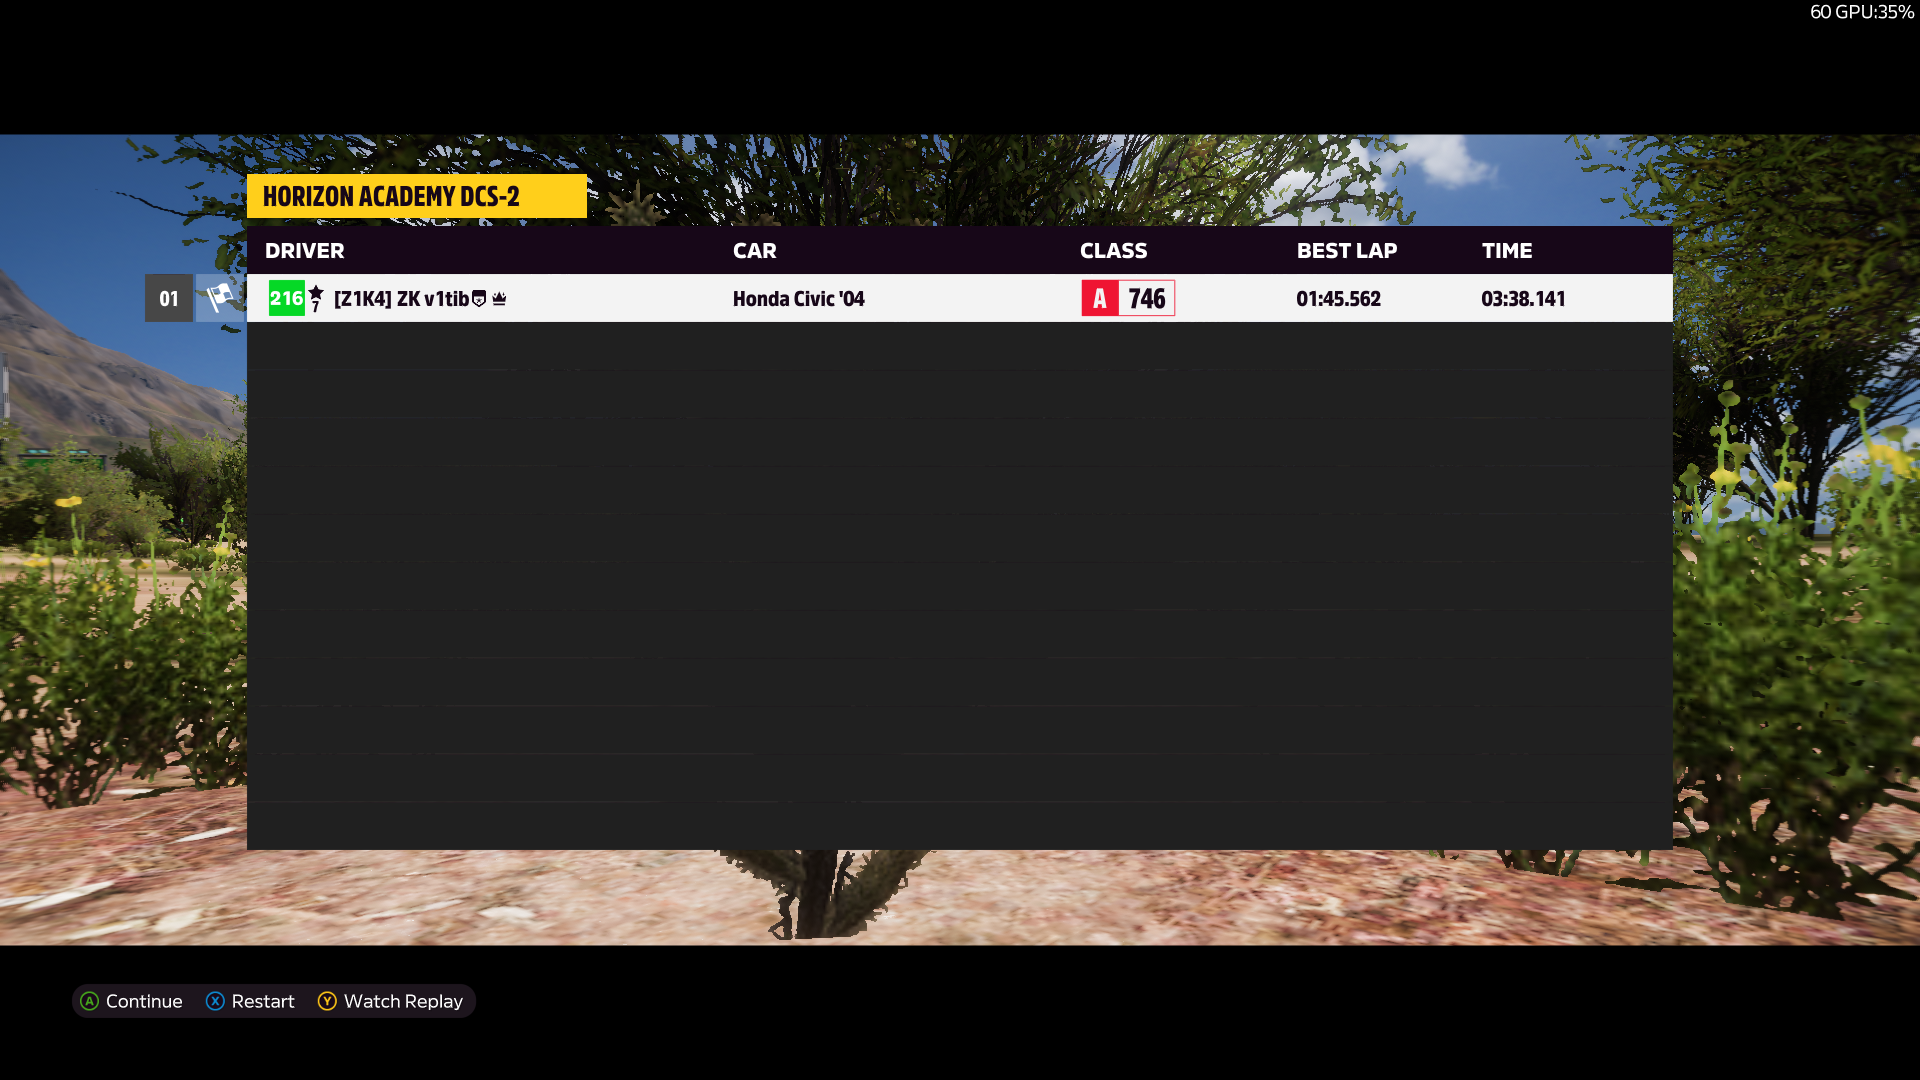 60 GPU:35%
HORIZON ACADEMY DCS-2
DRIVER CAR CLASS BEST LAP TIME
01 216 7 [Z1K4] ZK v1tib Honda Civic '04 A 746 01:45.562 03:38.141
A Continue X Restart Y Watch Replay